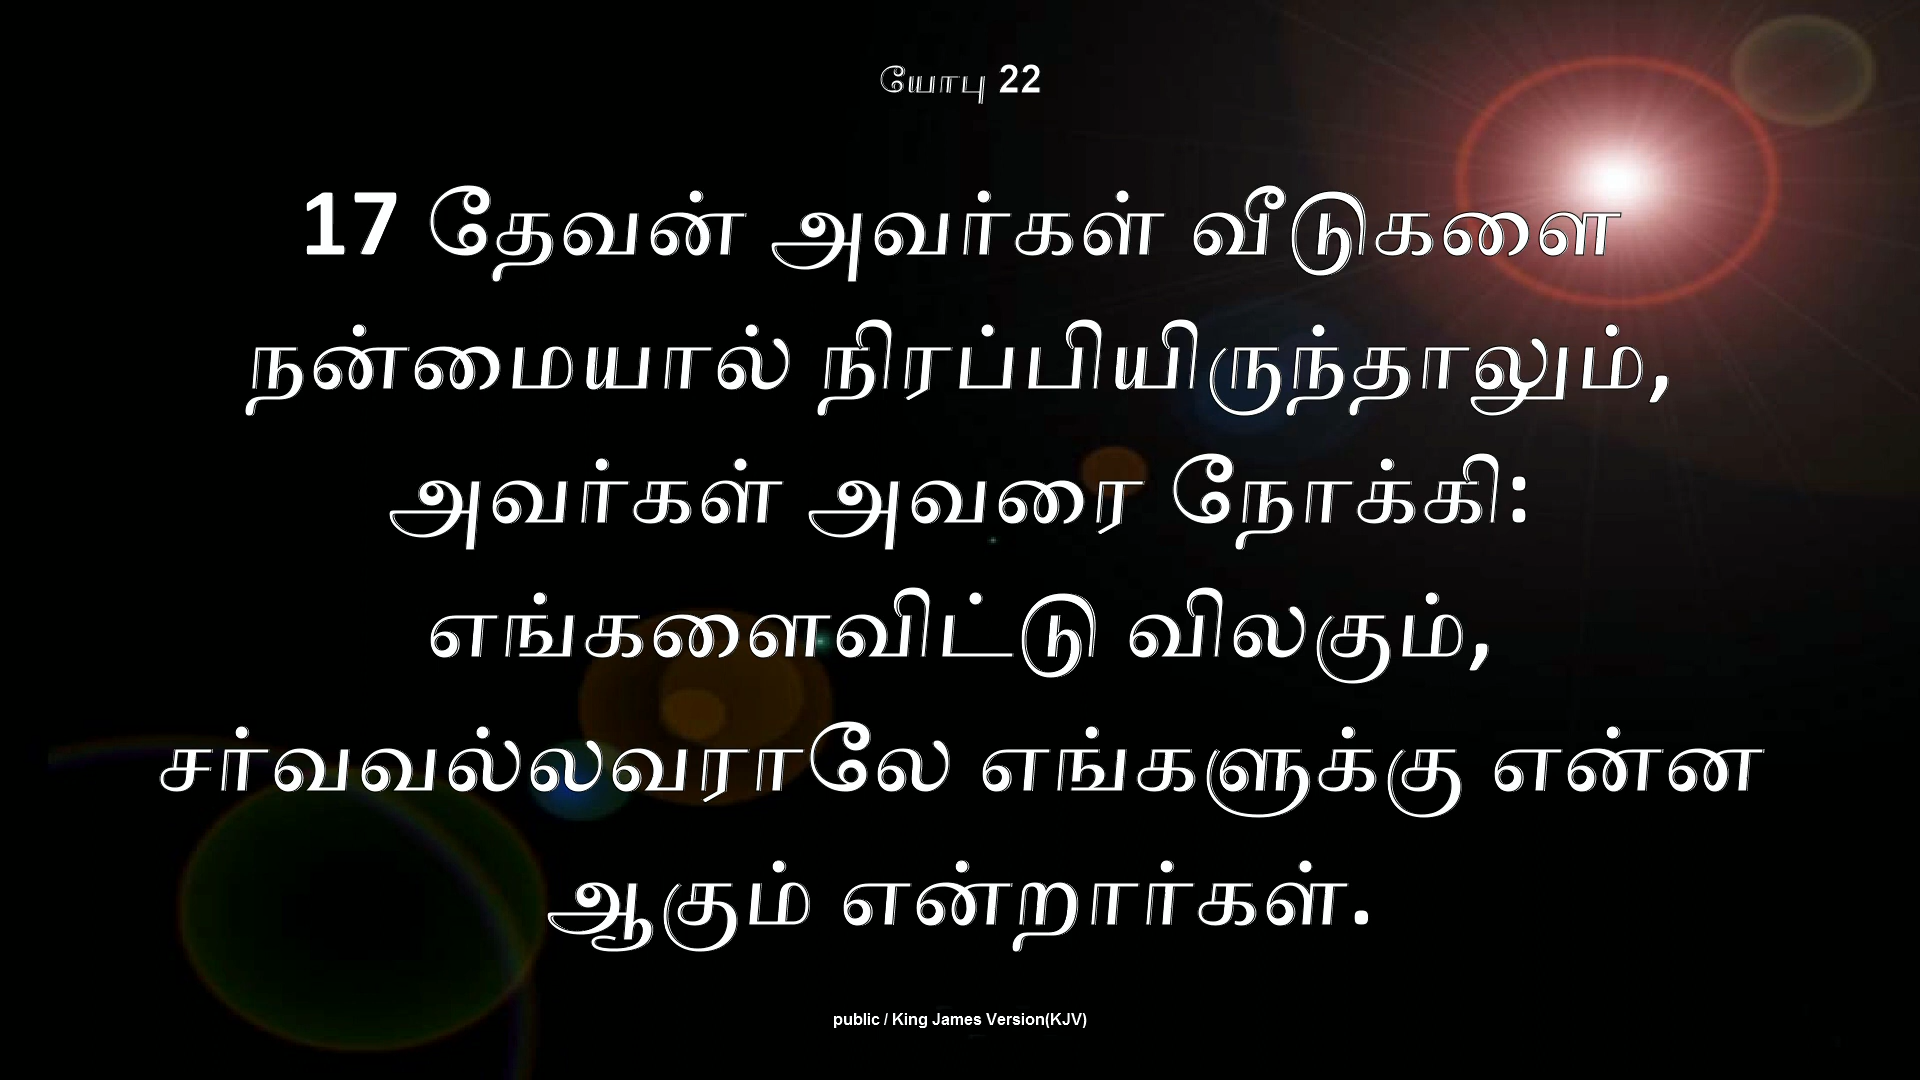 யோபு 22
17 தேவன் அவர்கள் வீடுகளை
நன்மையால் நிரப்பியிருந்தாலும்,
அவர்கள் அவரை நோக்கி:
எங்களைவிட்டு விலகும்,
சர்வவல்லவராலே எங்களுக்கு என்ன
ஆகும் என்றார்கள்.
public / King James Version(KJV)